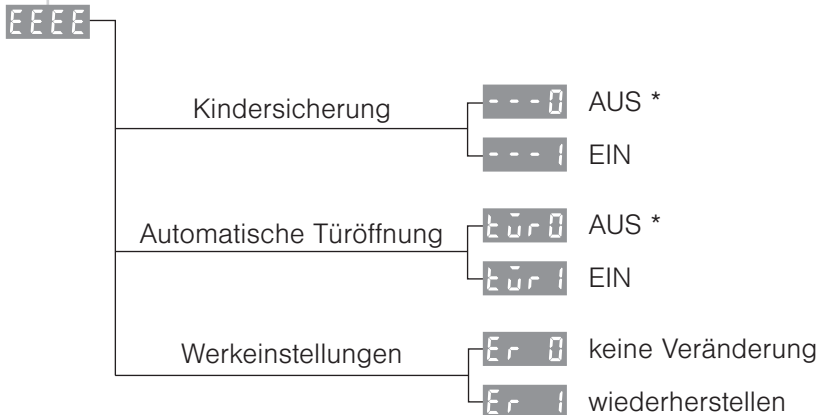 EEEE
Kindersicherung
---0 AUS *
---1 EIN
Automatische Türöffnung
tür0 AUS *
tür1 EIN
Werkeinstellungen
Er 0 keine Veränderung
Er 1 wiederherstellen